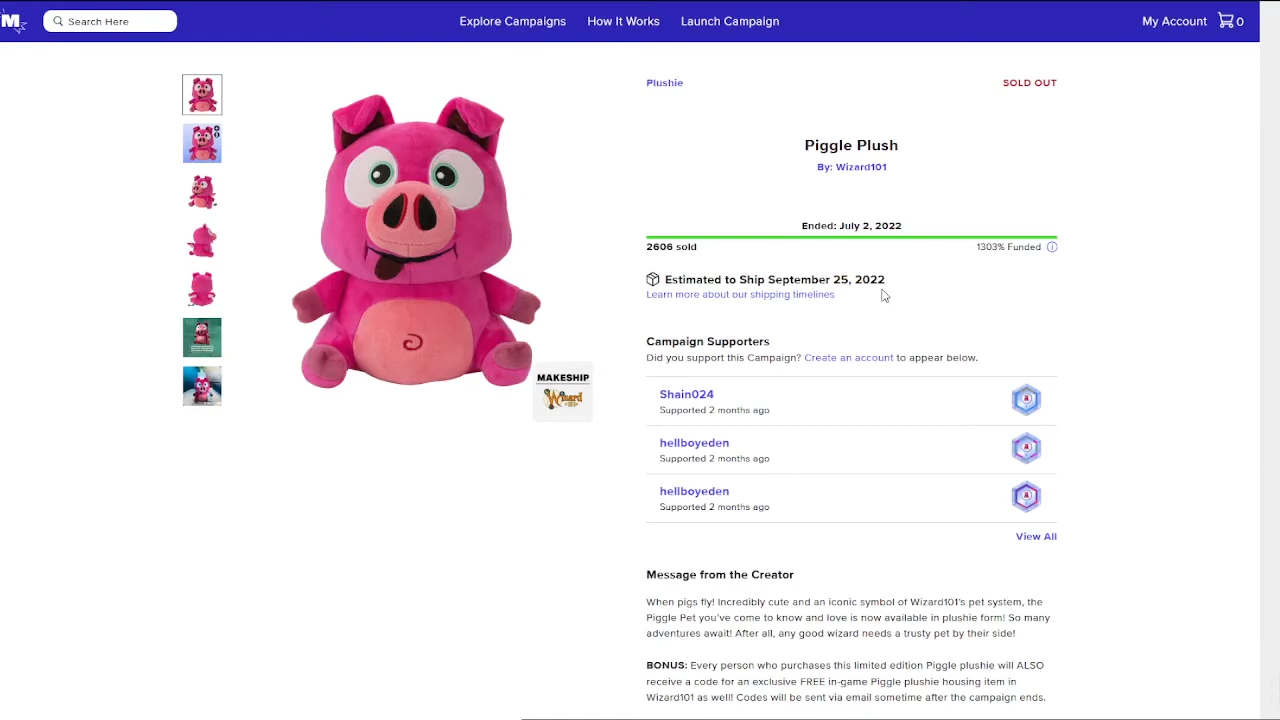 M
Search Here
Explore Campaigns
How It Works
Launch Campaign
My Account
0
Plushie
SOLD OUT
Piggle Plush
By: Wizard101
Ended: July 2, 2022
2606 sold
1303% Funded
Estimated to Ship September 25, 2022
Learn more about our shipping timelines
MAKESHIP
Wizard
101
Campaign Supporters
Did you support this Campaign? Create an account to appear below.
Shain024
Supported 2 months ago
hellboyeden
Supported 2 months ago
hellboyeden
Supported 2 months ago
View All
Message from the Creator
When pigs fly! Incredibly cute and an iconic symbol of Wizard101's pet system, the
Piggle Pet you've come to know and love is now available in plushie form! So many
adventures await! After all, any good wizard needs a trusty pet by their side!
BONUS: Every person who purchases this limited edition Piggle plushie will ALSO
receive a code for an exclusive FREE in-game Piggle plushie housing item in
Wizard101 as well! Codes will be sent via email sometime after the campaign ends.